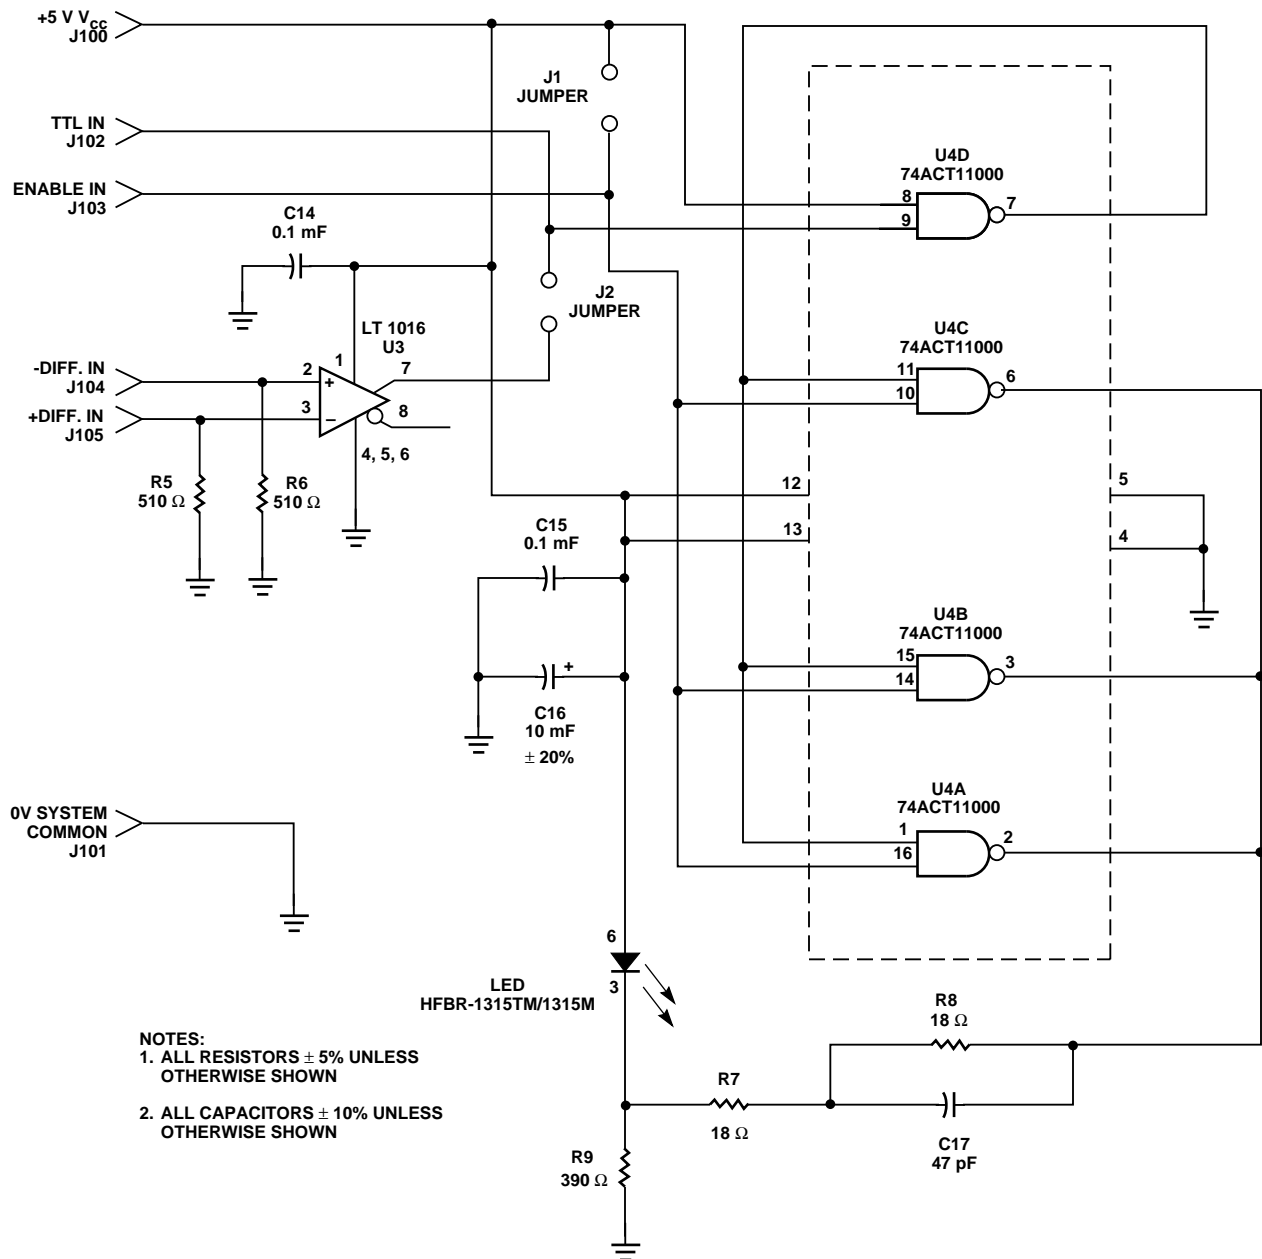 +5 V VCC
J100
J1
JUMPER
TTL IN
J102
ENABLE IN
J103
C14
0.1 mF
J2
JUMPER
LT 1016
U3
-DIFF. IN
J104
+DIFF. IN
J105
1
2
+
3
−
7
8
4, 5, 6
R5
510 Ω
R6
510 Ω
U4D
74ACT11000
8
9
7
U4C
74ACT11000
11
10
6
12
13
5
4
C15
0.1 mF
+
C16
10 mF
± 20%
U4B
74ACT11000
15
14
3
U4A
74ACT11000
1
16
2
0V SYSTEM
COMMON
J101
6
3
LED
HFBR-1315TM/1315M
R8
18 Ω
R7
18 Ω
C17
47 pF
R9
390 Ω
NOTES:
1. ALL RESISTORS ± 5% UNLESS
OTHERWISE SHOWN
2. ALL CAPACITORS ± 10% UNLESS
OTHERWISE SHOWN